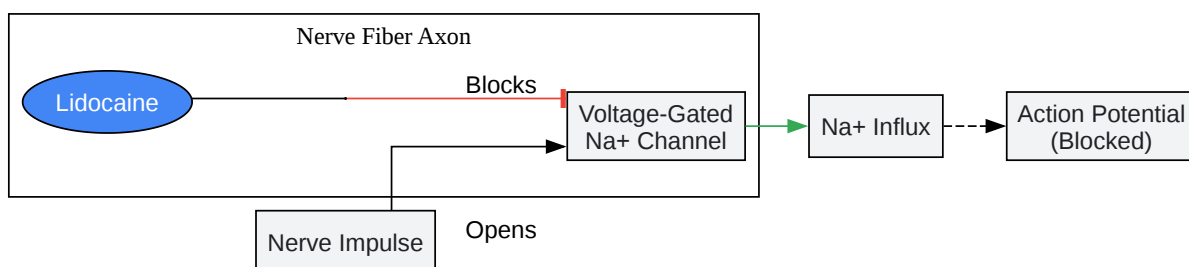 Nerve Fiber Axon
Lidocaine
Blocks
Voltage-Gated
Na+ Channel
Na+ Influx
Action Potential
(Blocked)
Nerve Impulse
Opens